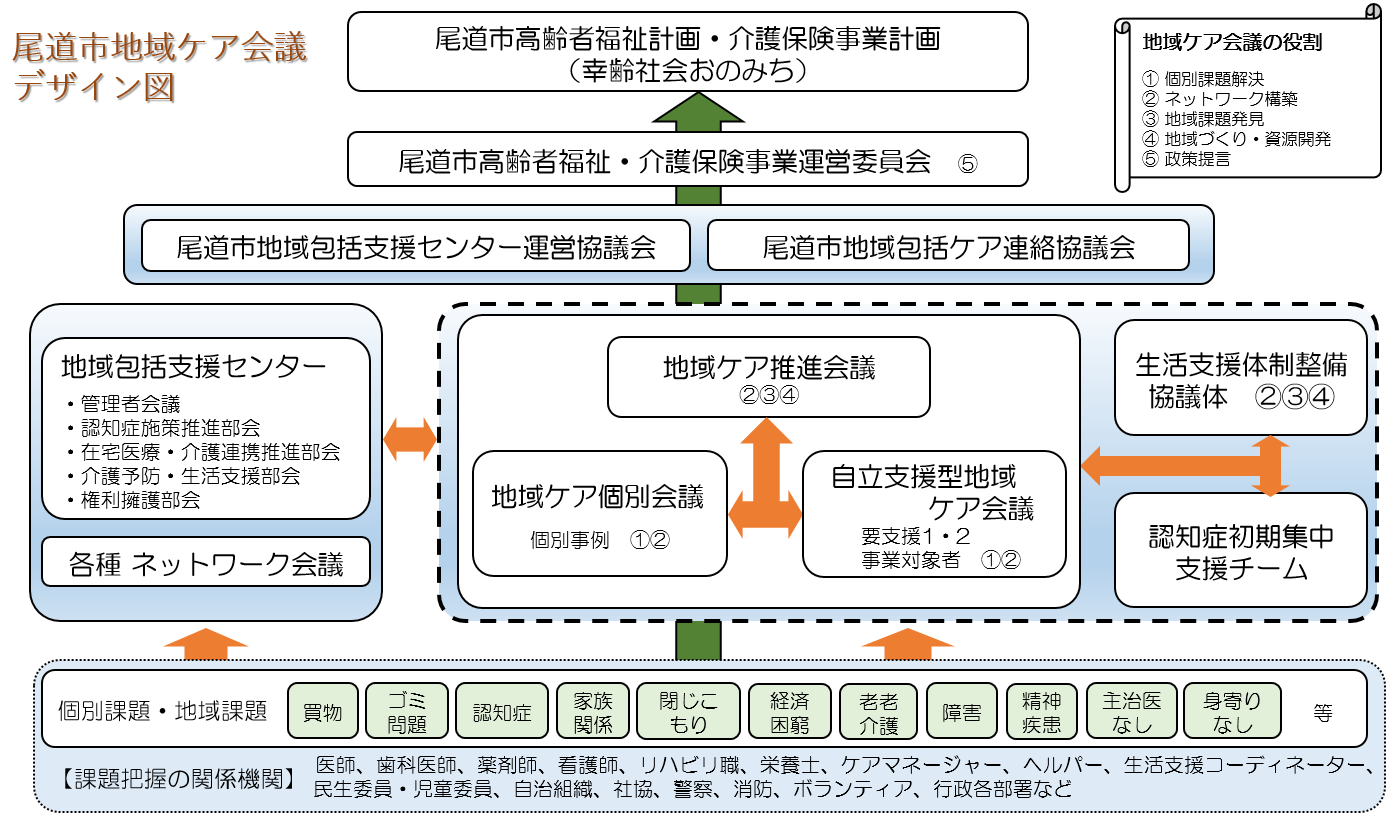 尾道市地域ケア会議
デザイン図
尾道市高齢者福祉計画・介護保険事業計画
（幸齢社会おのみち）
地域ケア会議の役割
① 個別課題解決
② ネットワーク構築
③ 地域課題発見
④ 地域づくり・資源開発
⑤ 政策提言
尾道市高齢者福祉・介護保険事業運営委員会　⑤
尾道市地域包括支援センター運営協議会
尾道市地域包括ケア連絡協議会
地域包括支援センター
・管理者会議
・認知症施策推進部会
・在宅医療・介護連携推進部会
・介護予防・生活支援部会
・権利擁護部会
各種 ネットワーク会議
地域ケア推進会議
②③④
地域ケア個別会議
個別事例　①②
自立支援型地域
ケア会議
要支援1・2
事業対象者　①②
生活支援体制整備
協議体　②③④
認知症初期集中
支援チーム
個別課題・地域課題
買物
ゴミ
問題
認知症
家族
関係
閉じこ
もり
経済
困窮
老老
介護
障害
精神
疾患
主治医
なし
身寄り
なし
等
【課題把握の関係機関】
医師、歯科医師、薬剤師、看護師、リハビリ職、栄養士、ケアマネージャー、ヘルパー、生活支援コーディネーター、
民生委員・児童委員、自治組織、社協、警察、消防、ボランティア、行政各部署など